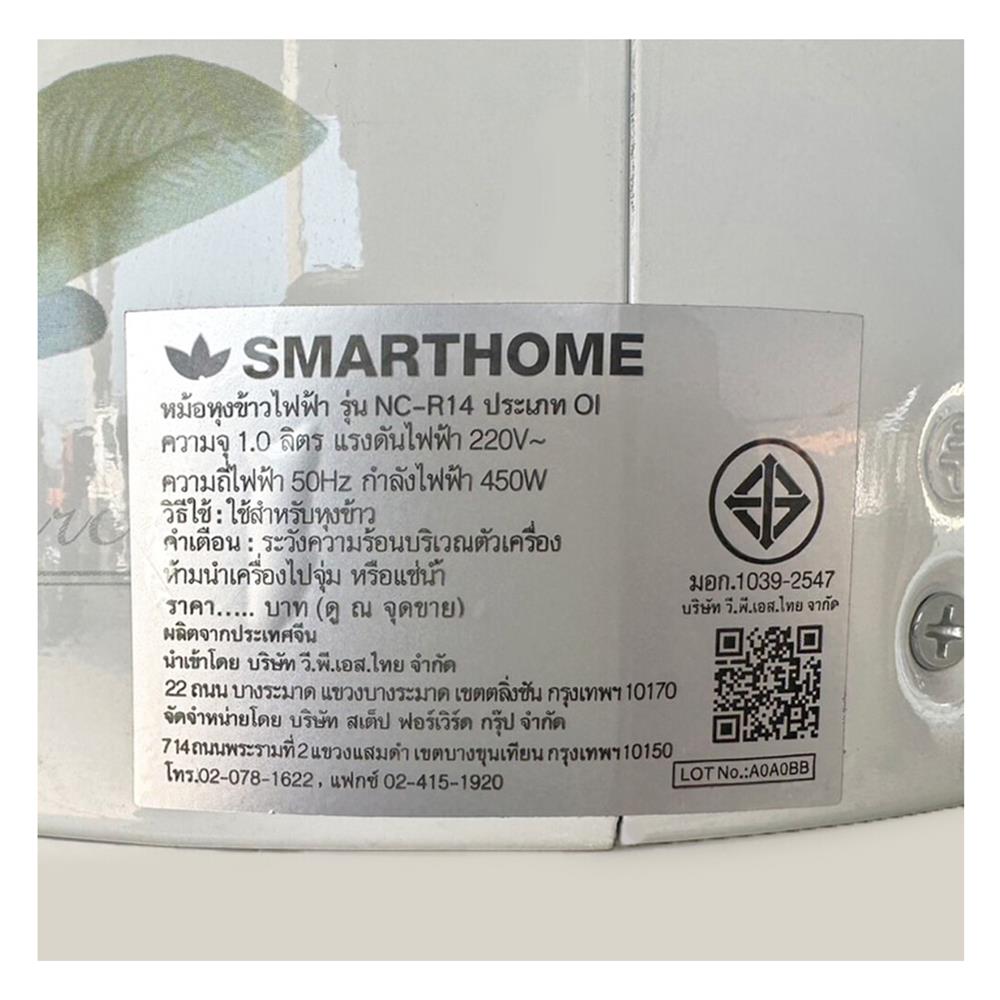 SMARTHOME
หม้อหุงข้าวไฟฟ้า รุ่น NC-R14 ประเภท OI
ความจุ 1.0 ลิตร แรงดันไฟฟ้า 220V~
ความถี่ไฟฟ้า 50Hz กำลังไฟฟ้า 450W
วิธีใช้ : ใช้สำหรับหุงข้าว
คำเตือน : ระวังความร้อนบริเวณตัวเครื่อง
ห้ามนำเครื่องไปจุ่ม หรือแช่น้ำ
ราคา..... บาท (ดู ณ จุดขาย)
ผลิตจากประเทศจีน
นำเข้าโดย บริษัท วี.พี.เอส.ไทย จำกัด
22 ถนน บางระมาด แขวงบางระมาด เขตตลิ่งชัน กรุงเทพฯ 10170
จัดจำหน่ายโดย บริษัท สเต็ป ฟอร์เวิร์ด กรุ๊ป จำกัด
714 ถนนพระรามที่ 2 แขวงแสมดำ เขตบางขุนเทียน กรุงเทพฯ 10150
โทร.02-078-1622 , แฟกซ์ 02-415-1920
มอก.1039-2547
บริษัท วี.พี.เอส.ไทย จำกัด
LOT No.:A0A0BB